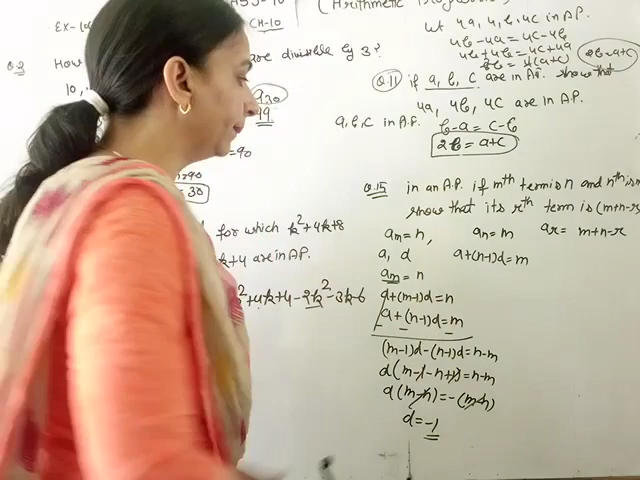 (Arithmetic
EX-10
CH-10
Q.2 How are divisible by 3?
10,
a30
99
=90
30
for which k²+4k+8
k+4 are in AP.
²+4k+4-2k²-3k-6
let 4a, 4b, 4c in A.P.
4b-4a=4c-4b
4b+4b=4c+4a
8b=4(a+c)
2b=a+c
Q.11 if a, b, c are in A.P. show that
4a, 4b, 4c are in A.P.
a, b, c in A.P. b-a=c-b
2b=a+c
Q.15 in an A.P. if mth term is n and nth is m
show that its rth term is (m+n-r)
am=n, an=m ar= m+n-r
a, d a+(n-1)d=m
am=n
a+(m-1)d=n
a+(n-1)d=m
(m-1)d-(n-1)d=n-m
d(m-1-n+1)=n-m
d(m-n)=-(m-n)
d=-1